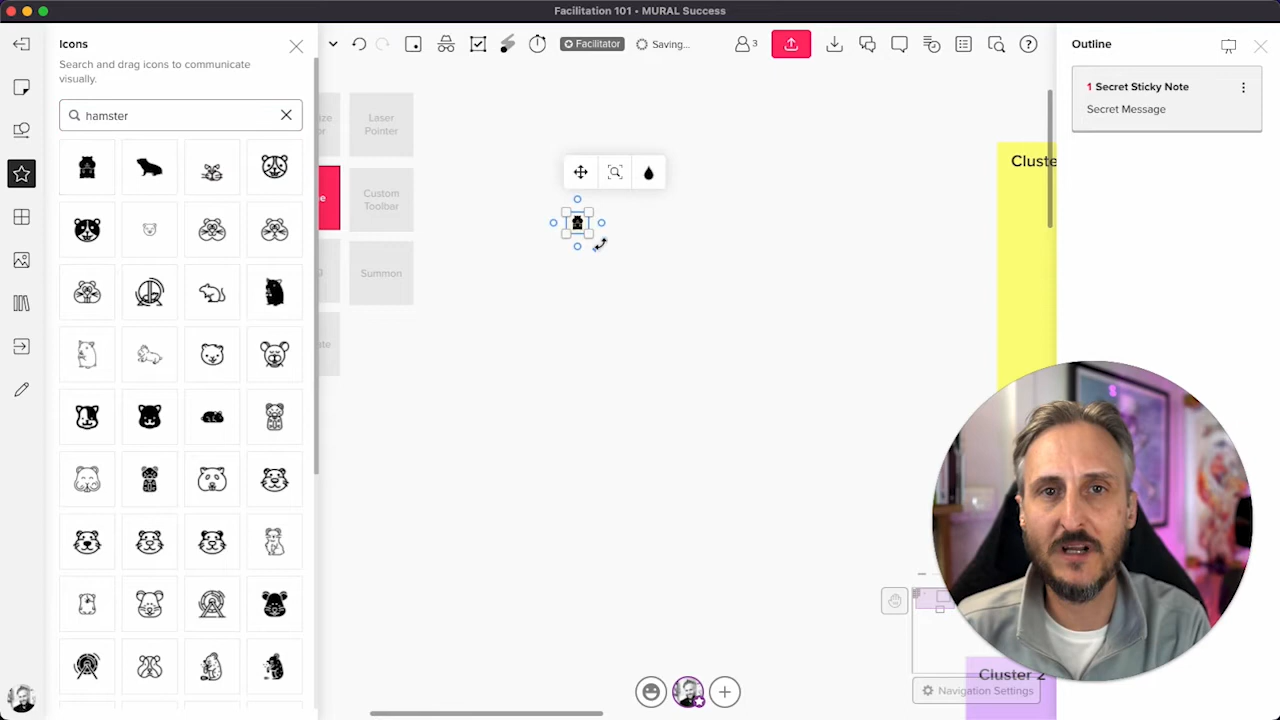 Facilitation 101 • MURAL Success
Icons
Search and drag icons to communicate
visually.
hamster
Facilitator
Saving...
3
Outline
1 Secret Sticky Note
Secret Message
Laser
Pointer
Custom
Toolbar
Summon
Cluster
Cluster 2
Navigation Settings